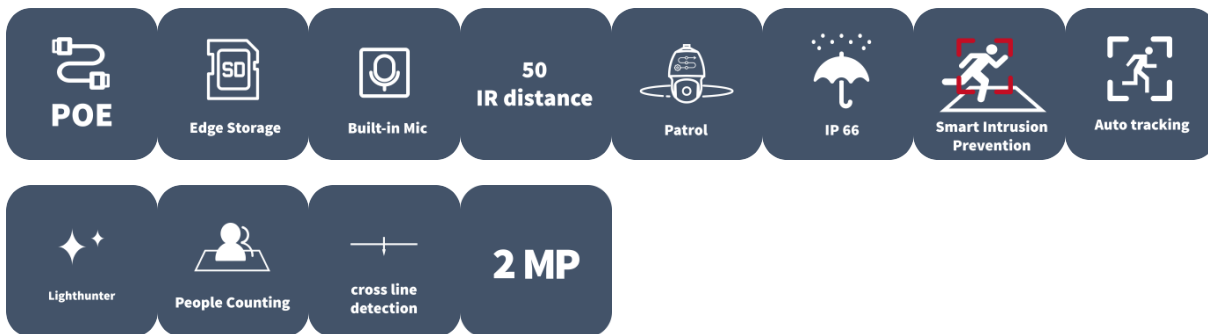 POE
SD
Edge Storage
Built-in Mic
50
IR distance
Patrol
IP 66
Smart Intrusion
Prevention
Auto tracking
Lighthunter
People Counting
cross line
detection
2 MP